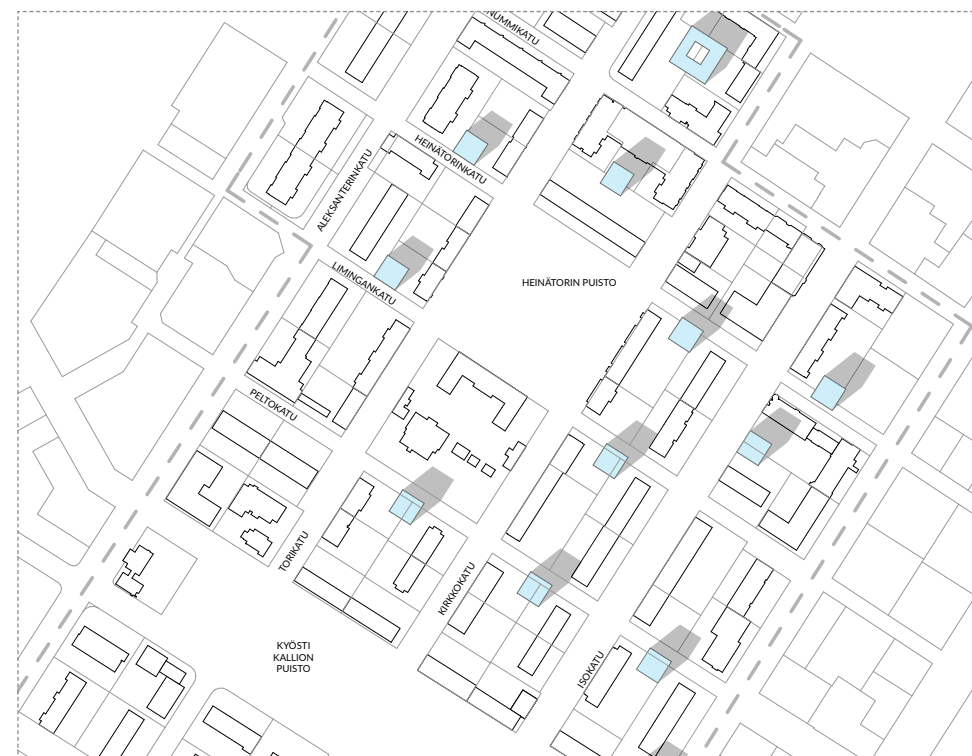 NUMMIKATU
HEINÄTORINKATU
ALEKSANTERINKATU
LIMINGANKATU
HEINÄTORIN PUISTO
PELTOKATU
TORIKATU
KIRKKOKATU
KYÖSTI
KALLION
PUISTO
ISOKATU